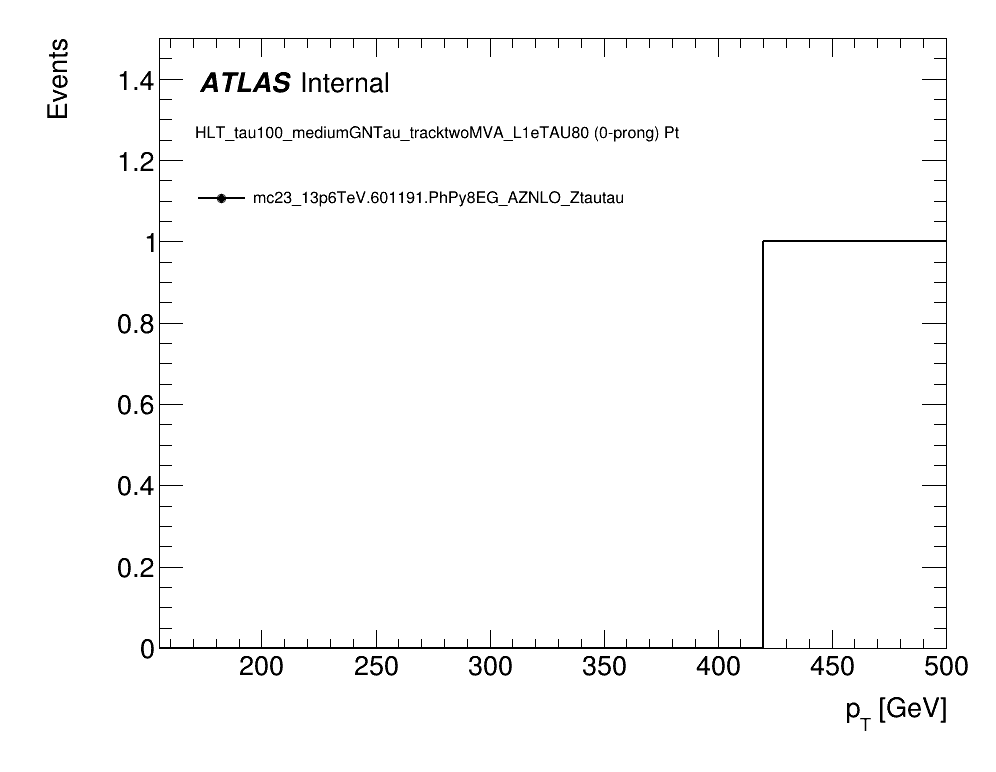 Events
ATLAS Internal
HLT_tau100_mediumGNTau_tracktwoMVA_L1eTAU80 (0-prong) Pt
mc23_13p6TeV.601191.PhPy8EG_AZNLO_Ztautau
1.4
1.2
1
0.8
0.6
0.4
0.2
0
200 250 300 350 400 450 500
p_T [GeV]